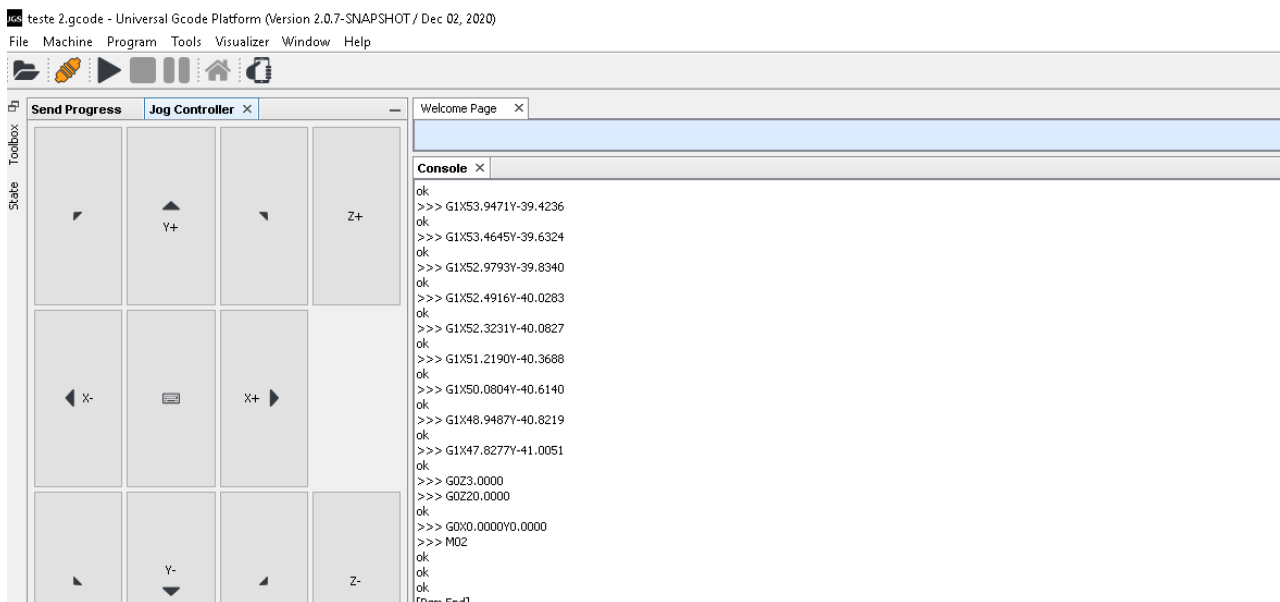 UGS teste 2.gcode - Universal Gcode Platform (Version 2.0.7-SNAPSHOT / Dec 02, 2020)
File Machine Program Tools Visualizer Window Help
Send Progress Jog Controller
Toolbox
State
Y+
Z+
X-
X+
Y-
Z-
Welcome Page
Console
ok
>>> G1X53.9471Y-39.4236
ok
>>> G1X53.4645Y-39.6324
ok
>>> G1X52.9793Y-39.8340
ok
>>> G1X52.4916Y-40.0283
ok
>>> G1X52.3231Y-40.0827
ok
>>> G1X51.2190Y-40.3688
ok
>>> G1X50.0804Y-40.6140
ok
>>> G1X48.9487Y-40.8219
ok
>>> G1X47.8277Y-41.0051
ok
>>> G0Z3.0000
>>> G0Z20.0000
ok
>>> G0X0.0000Y0.0000
>>> M02
ok
ok
ok
[Pgm End]